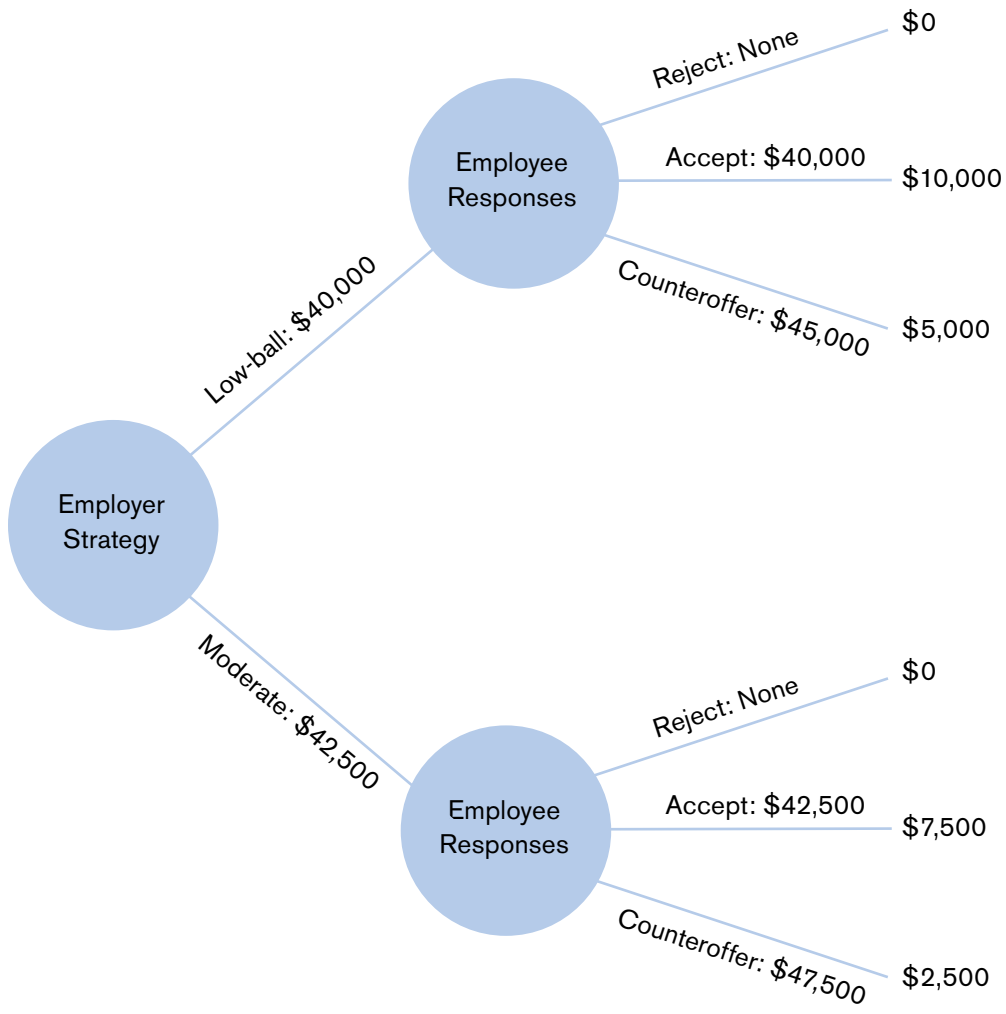 $0
Reject: None
Employee
Responses
Accept: $40,000
$10,000
Counteroffer: $45,000
$5,000
Low-ball: $40,000
Employer
Strategy
Moderate: $42,500
$0
Reject: None
Employee
Responses
Accept: $42,500
$7,500
Counteroffer: $47,500
$2,500